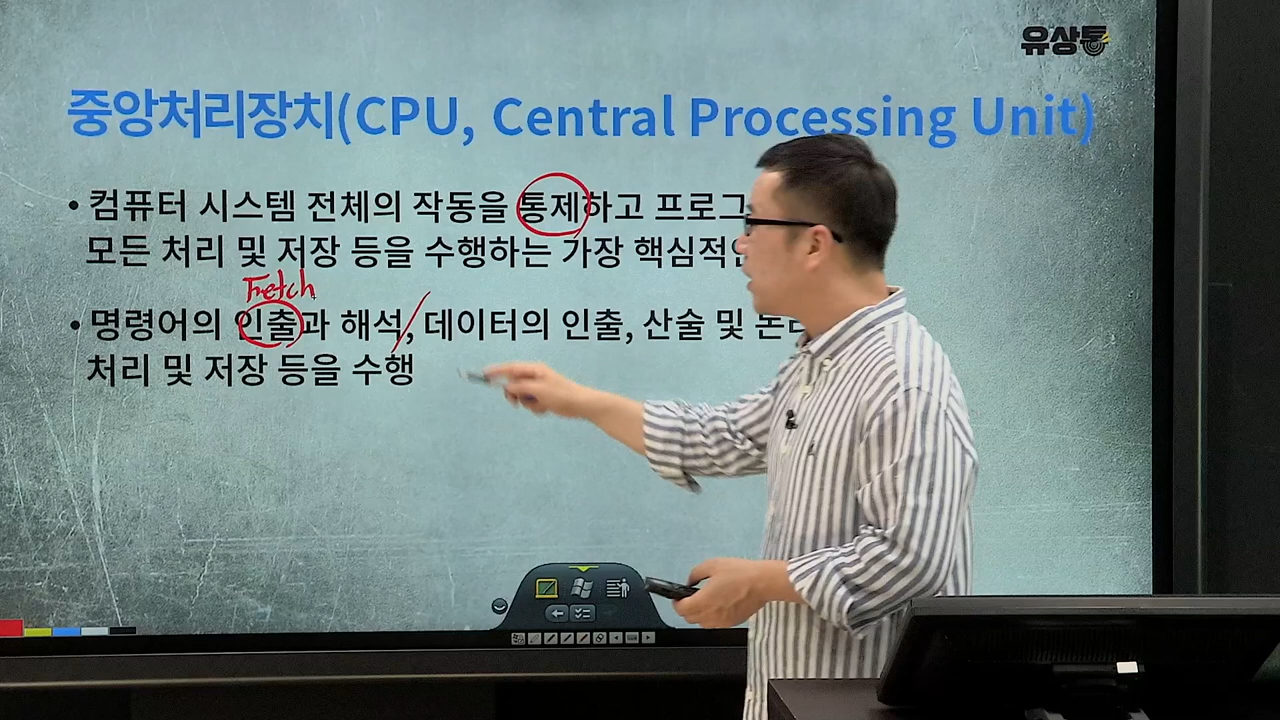 유상통
중앙처리장치(CPU, Central Processing Unit)
• 컴퓨터 시스템 전체의 작동을 통제하고 프로그
모든 처리 및 저장 등을 수행하는 가장 핵심적인
Fetch
• 명령어의 인출과 해석, 데이터의 인출, 산술 및 논리
처리 및 저장 등을 수행